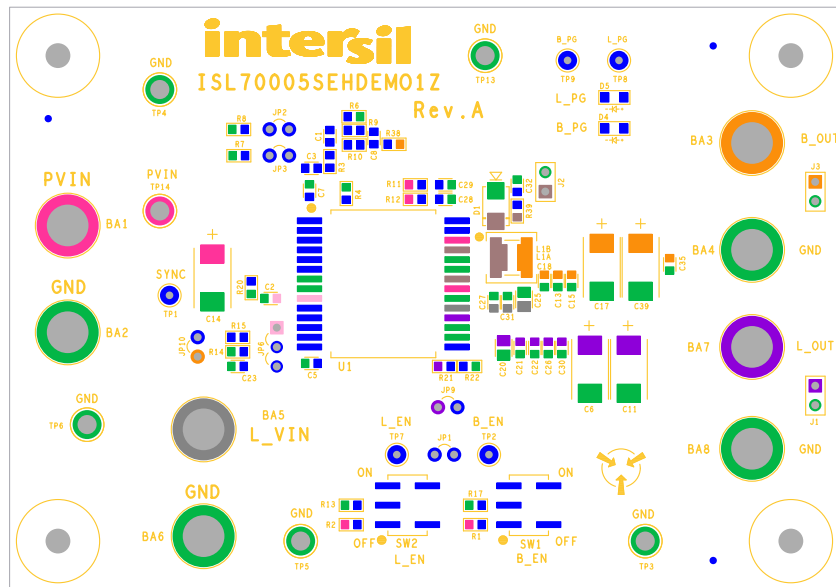 intersil
ISL70005SEHDEMO1Z
Rev.A
GND
TP4
GND
TP13
B_PG
TP9
L_PG
TP8
D5
L_PG
D4
B_PG
BA3
B_OUT
R8
JP2
R7
JP3
R6
R10
R9
C8
R38
C1
R3
C3
C7
R4
PVIN
BA1
PVIN
TP14
R11
R12
C29
C28
D1
C32
R39
J2
J3
GND
BA2
SYNC
TP1
+
C14
R20
C2
L1B
L1A
C18
C13
C15
C25
C27
C31
+
C17
+
C39
C35
BA4
GND
JP10
R15
R14
C23
JP6
C5
U1
R21
R22
C20
C21
C22
C26
C30
+
C6
+
C11
BA7
L_OUT
J1
TP6
GND
BA5
L_VIN
JP9
L_EN
TP7
JP1
B_EN
TP2
BA8
GND
GND
BA6
GND
TP5
ON
R13
R2
OFF
SW2
L_EN
R17
R1
ON
SW1
OFF
B_EN
GND
TP3